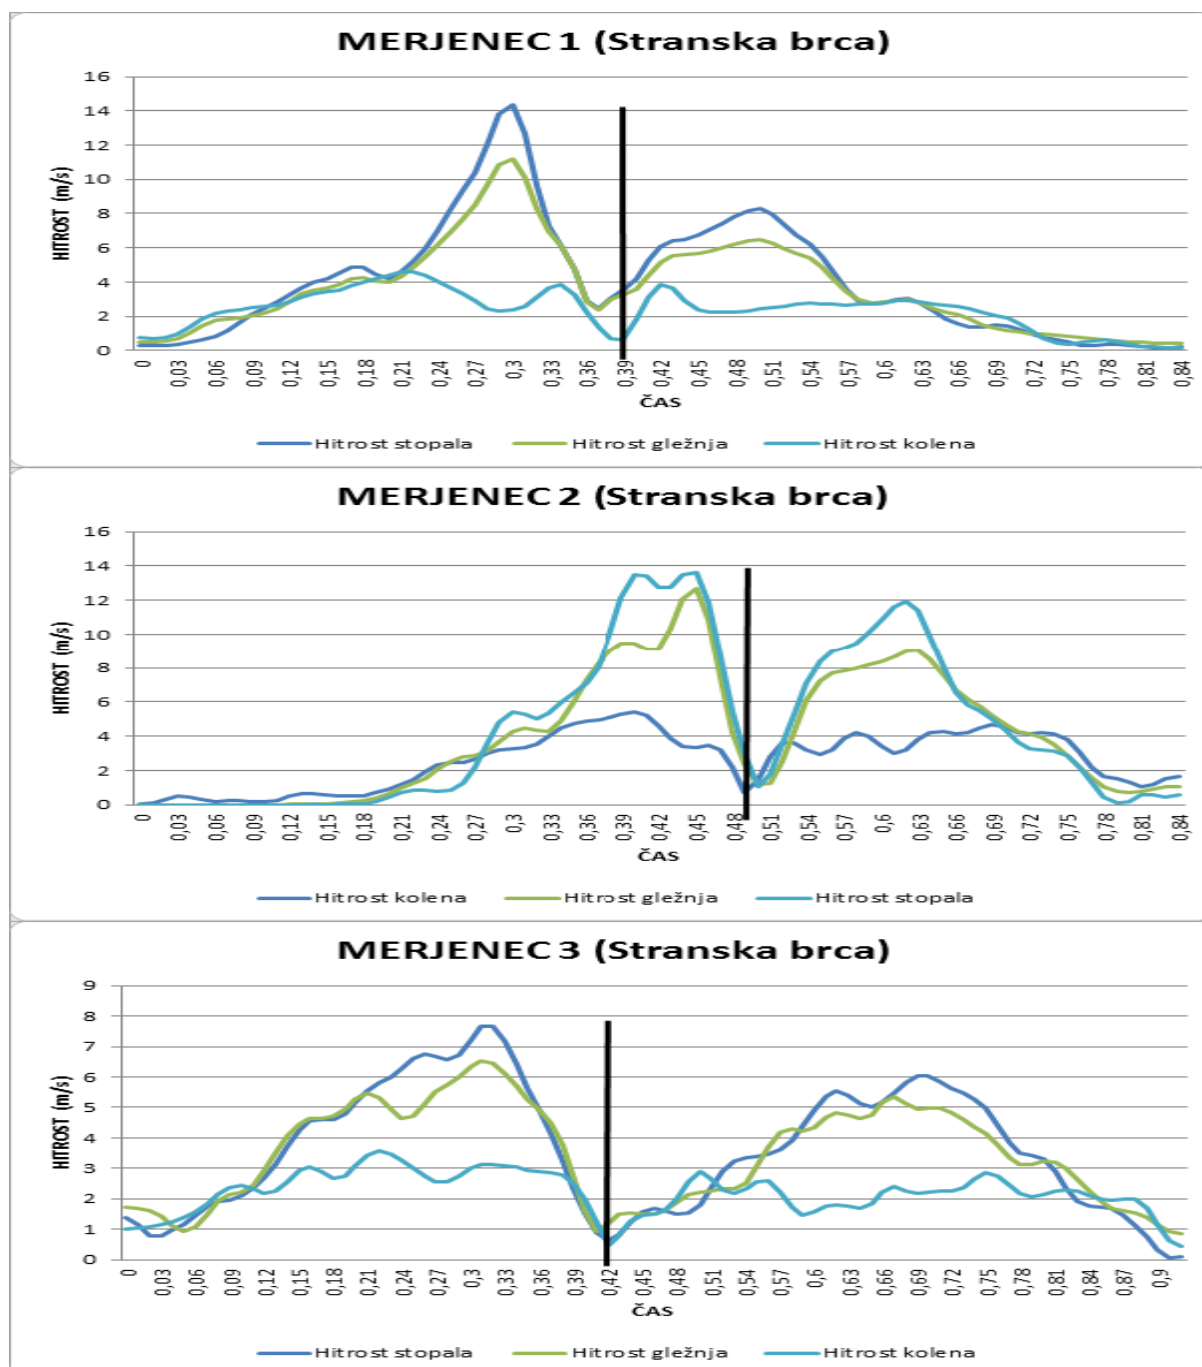 MERJENEC 1 (Stranska brca)
16
14
12
10
8
6
4
2
0
HITROST (m/s)
0 0,03 0,06 0,09 0,12 0,15 0,18 0,21 0,24 0,27 0,3 0,33 0,36 0,39 0,42 0,45 0,48 0,51 0,54 0,57 0,6 0,63 0,66 0,69 0,72 0,75 0,78 0,81 0,84
ČAS
Hitrost stopala Hitrost gležnja Hitrost kolena
MERJENEC 2 (Stranska brca)
16
14
12
10
8
6
4
2
0
HITROST (m/s)
0 0,03 0,06 0,09 0,12 0,15 0,18 0,21 0,24 0,27 0,3 0,33 0,36 0,39 0,42 0,45 0,48 0,51 0,54 0,57 0,6 0,63 0,66 0,69 0,72 0,75 0,78 0,81 0,84
ČAS
Hitrost kolena Hitrost gležnja Hitrost stopala
MERJENEC 3 (Stranska brca)
9
8
7
6
5
4
3
2
1
0
HITROST (m/s)
0 0,03 0,06 0,09 0,12 0,15 0,18 0,21 0,24 0,27 0,3 0,33 0,36 0,39 0,42 0,45 0,48 0,51 0,54 0,57 0,6 0,63 0,66 0,69 0,72 0,75 0,78 0,81 0,84 0,87 0,9
ČAS
Hitrost stopala Hitrost gležnja Hitrost kolena